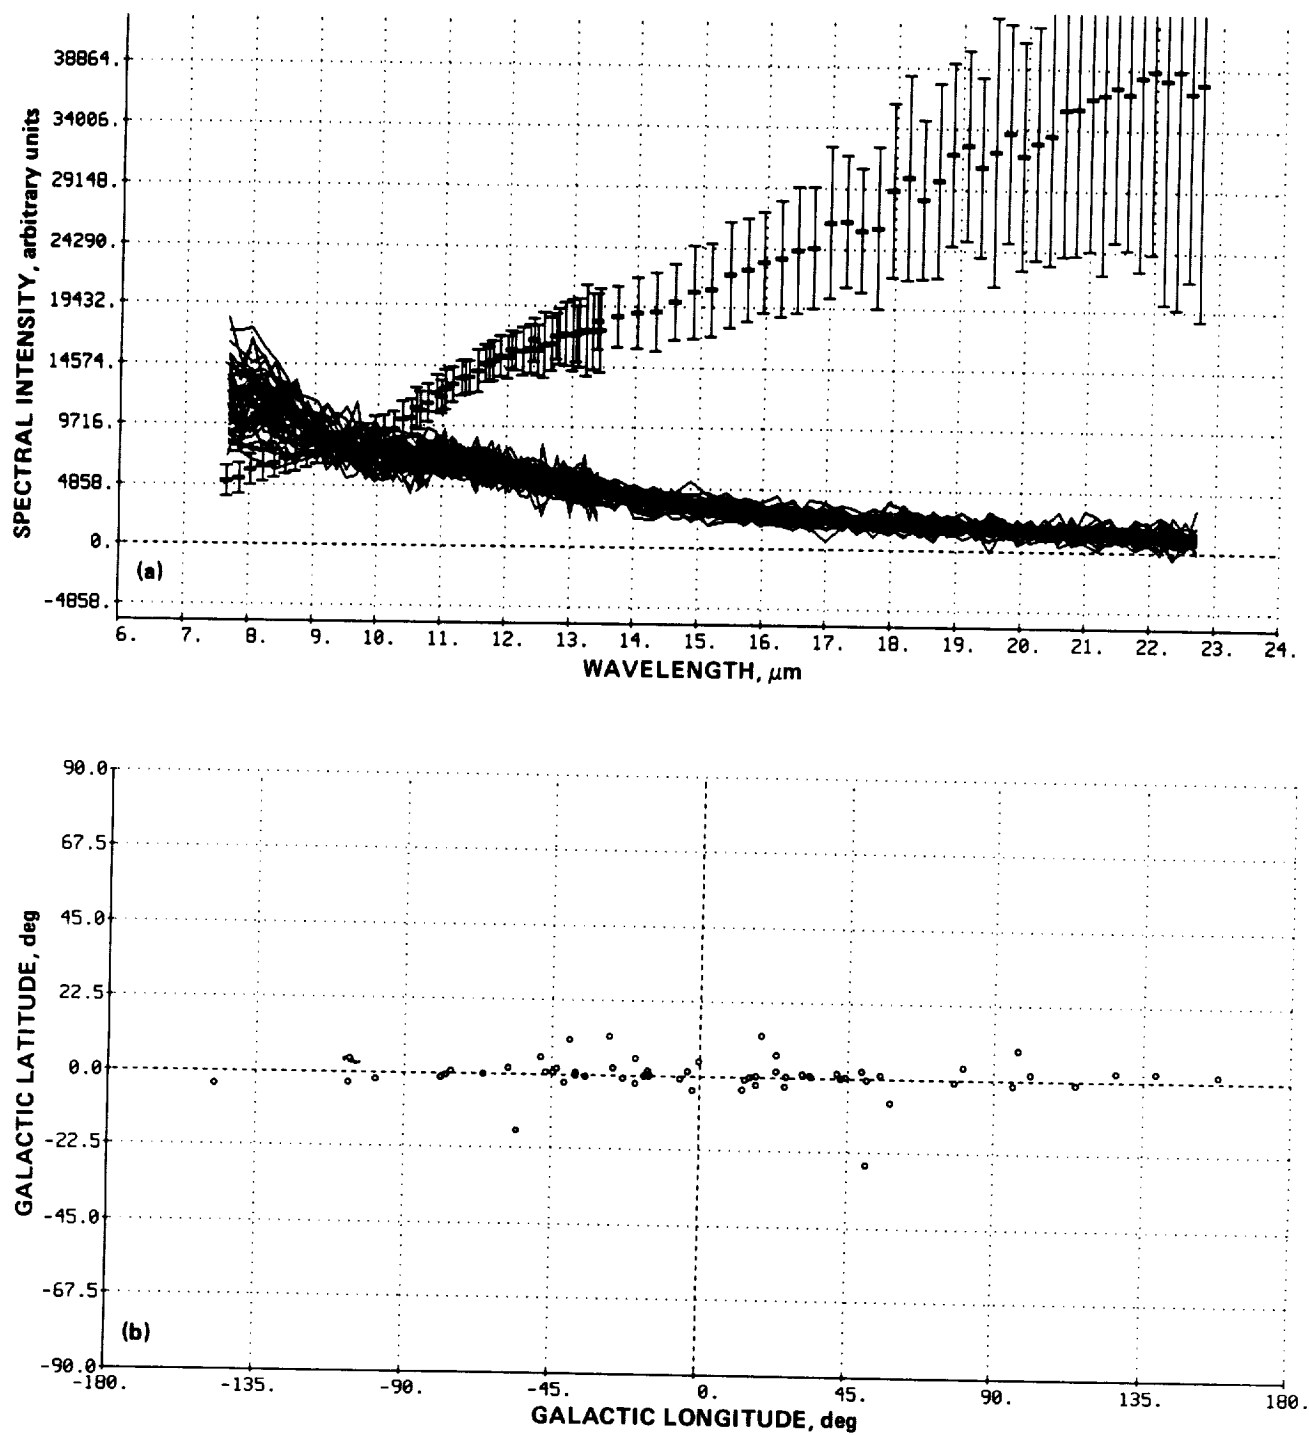 38864.
34006.
29148.
24290.
19432.
14574.
9716.
4858.
0.
-4858.
SPECTRAL INTENSITY, arbitrary units
(a)
6. 7. 8. 9. 10. 11. 12. 13. 14. 15. 16. 17. 18. 19. 20. 21. 22. 23. 24.
WAVELENGTH, μm
90.0
67.5
45.0
22.5
0.0
-22.5
-45.0
-67.5
-90.0
GALACTIC LATITUDE, deg
(b)
-180. -135. -90. -45. 0. 45. 90. 135. 180.
GALACTIC LONGITUDE, deg